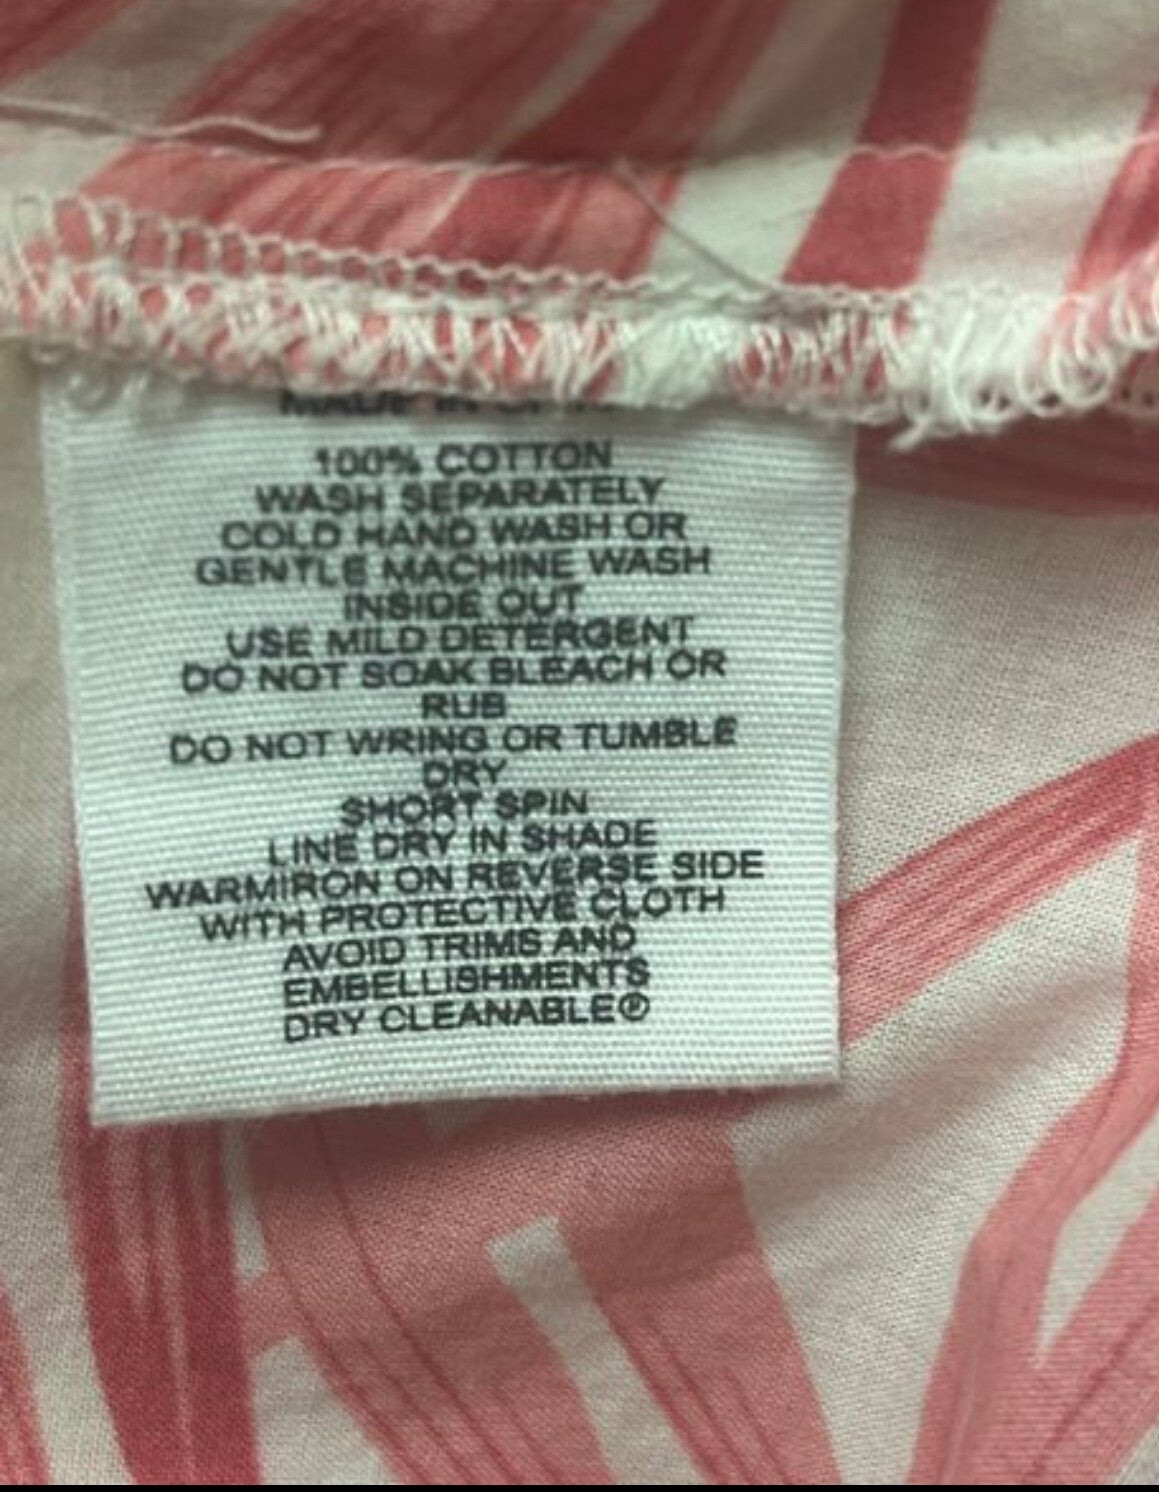 MADE IN
100% COTTON
WASH SEPARATELY
COLD HAND WASH OR
GENTLE MACHINE WASH
INSIDE OUT
USE MILD DETERGENT
DO NOT SOAK BLEACH OR
RUB
DO NOT WRING OR TUMBLE
DRY
SHORT SPIN
LINE DRY IN SHADE
WARMIRON ON REVERSE SIDE
WITH PROTECTIVE CLOTH
AVOID TRIMS AND
EMBELLISHMENTS
DRY CLEANABLE Ⓟ